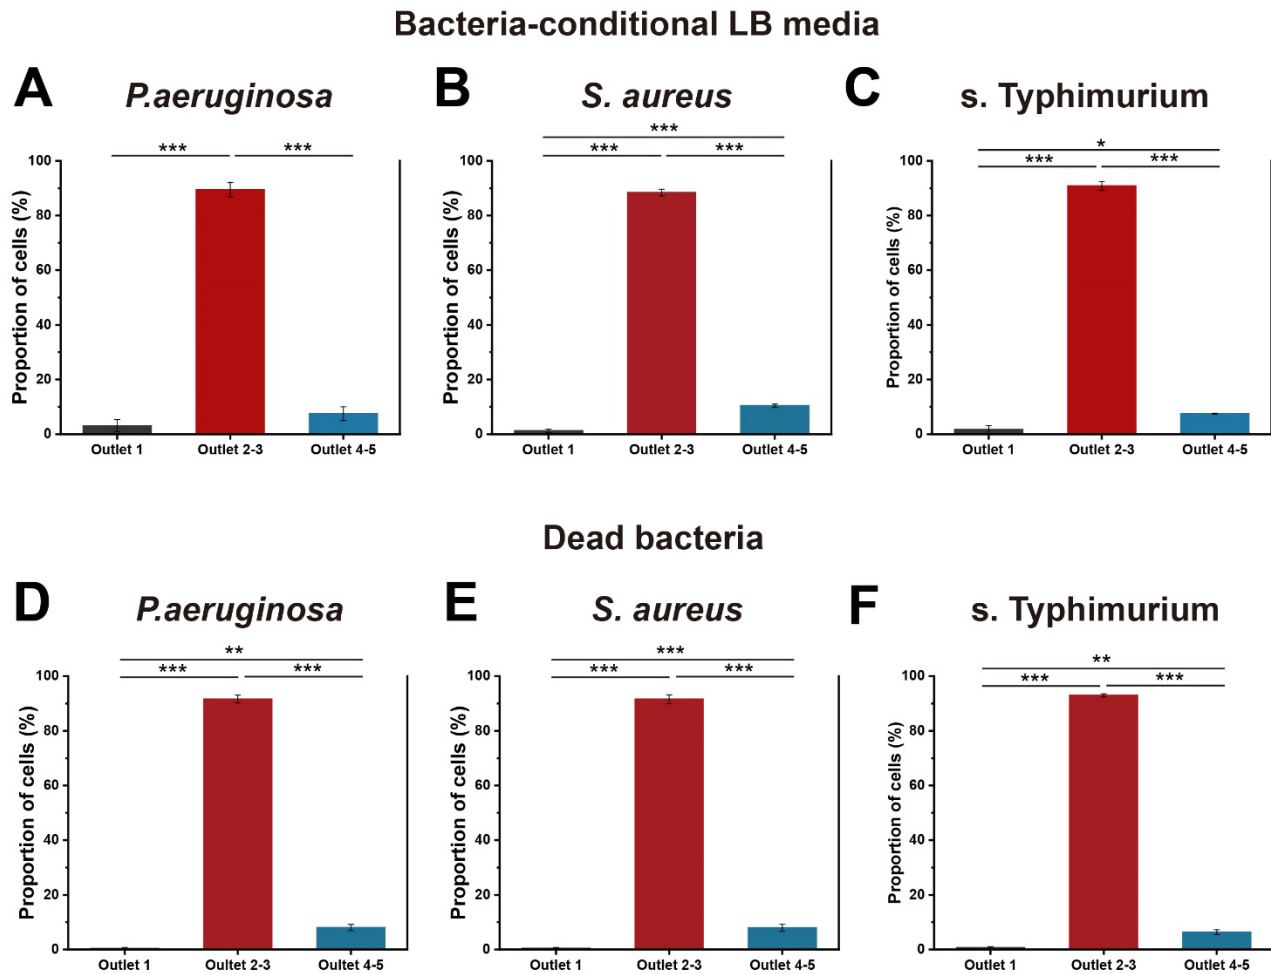 Bacteria-conditional LB media
A
P.aeruginosa
***
***
Proportion of cells (%)
100
80
60
40
20
0
Outlet 1
Outlet 2-3
Outlet 4-5
B
S. aureus
***
***
***
Proportion of cells (%)
100
80
60
40
20
0
Outlet 1
Outlet 2-3
Outlet 4-5
C
s. Typhimurium
*
***
***
Proportion of cells (%)
100
80
60
40
20
0
Outlet 1
Outlet 2-3
Outlet 4-5
Dead bacteria
D
P.aeruginosa
**
***
***
Proportion of cells (%)
100
80
60
40
20
0
Outlet 1
Oultet 2-3
Outlet 4-5
E
S. aureus
***
***
***
Proportion of cells (%)
100
80
60
40
20
0
Outlet 1
Outlet 2-3
Outlet 4-5
F
s. Typhimurium
**
***
***
Proportion of cells (%)
100
80
60
40
20
0
Outlet 1
Outlet 2-3
Outlet 4-5